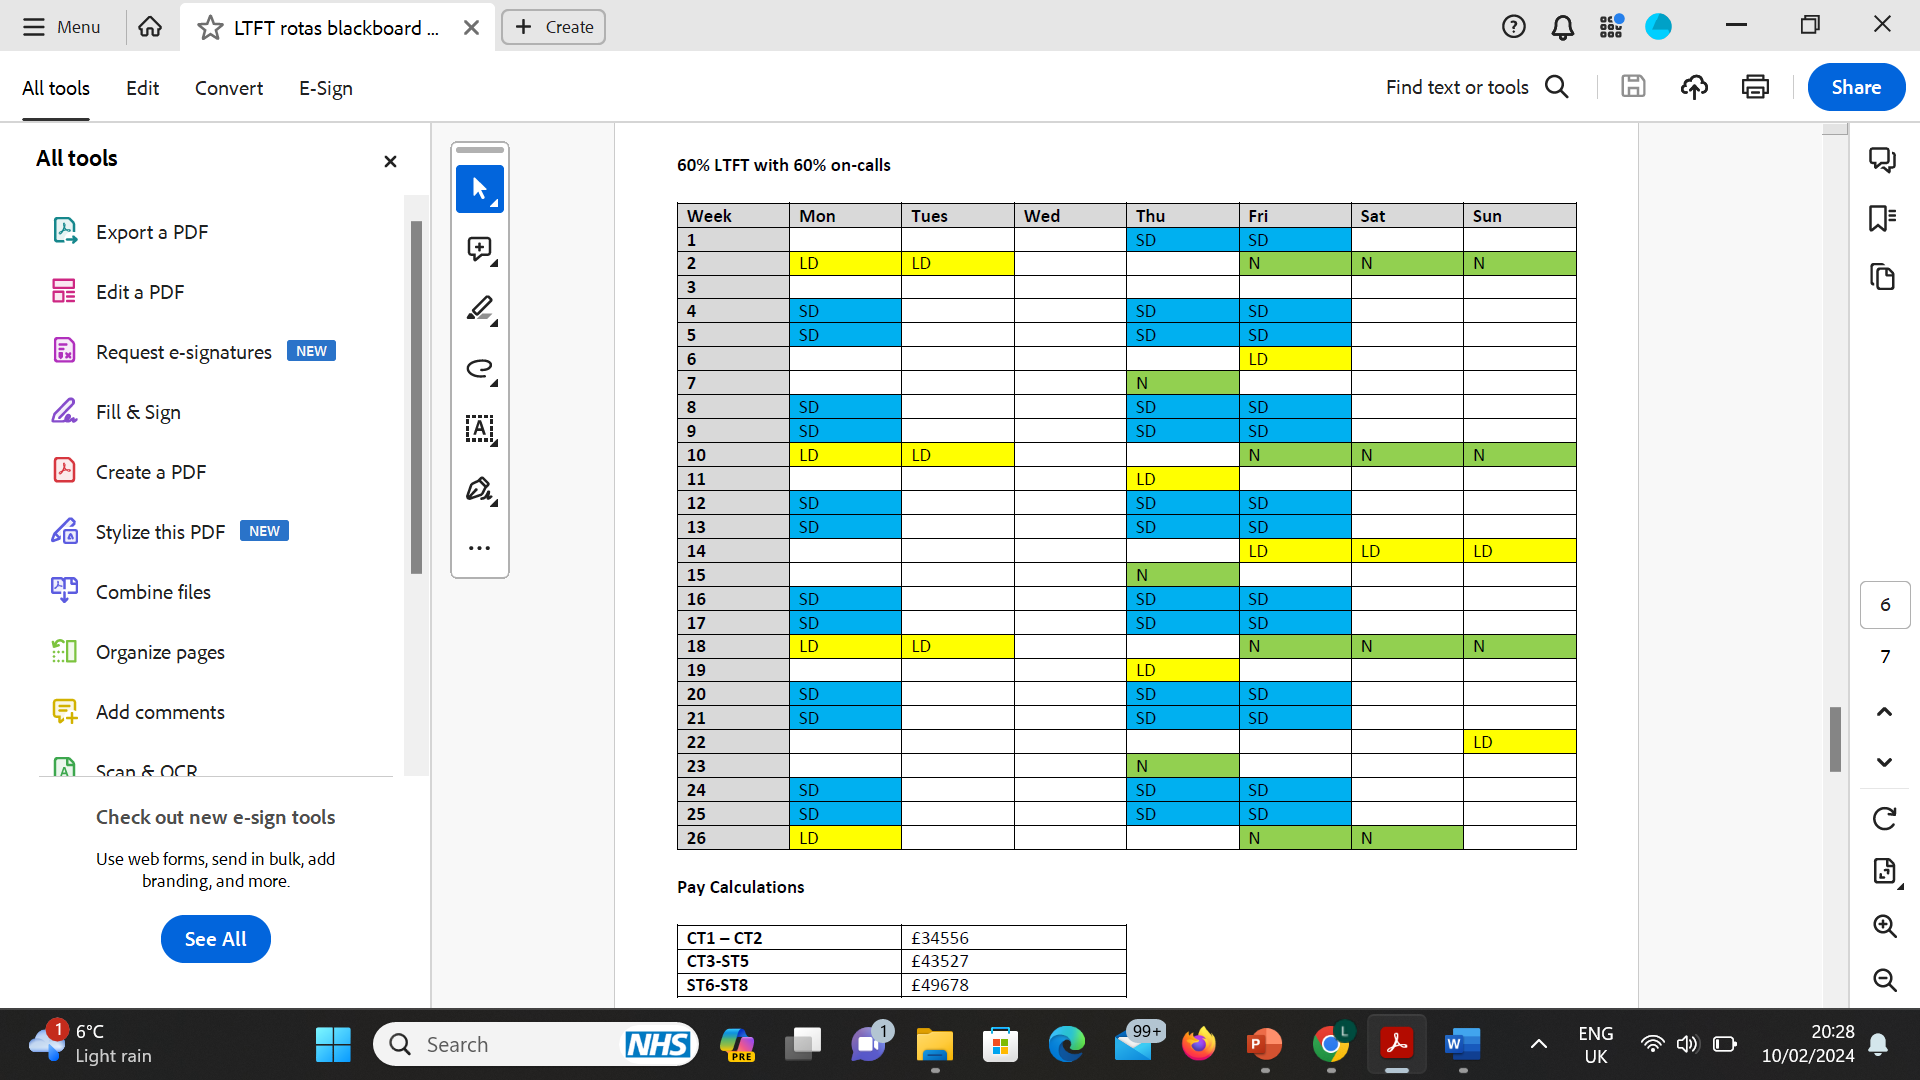 Menu
LTFT rotas blackboard ...
Create
All tools
Edit
Convert
E-Sign
Find text or tools
Share
All tools
Export a PDF
Edit a PDF
Request e-signatures NEW
Fill & Sign
Create a PDF
Stylize this PDF NEW
Combine files
Organize pages
Add comments
Scan & OCR
Check out new e-sign tools
Use web forms, send in bulk, add
branding, and more.
See All
60% LTFT with 60% on-calls
Week Mon Tues Wed Thu Fri Sat Sun
1 SD SD
2 LD LD N N N
3
4 SD SD SD
5 SD SD SD
6 LD
7 N
8 SD SD SD
9 SD SD SD
10 LD LD N N N
11 LD
12 SD SD SD
13 SD SD SD
14 LD LD LD
15 N
16 SD SD SD
17 SD SD SD
18 LD LD N N N
19 LD
20 SD SD SD
21 SD SD SD
22 LD
23 N
24 SD SD SD
25 SD SD SD
26 LD N N
Pay Calculations
CT1 – CT2 £34556
CT3-ST5 £43527
ST6-ST8 £49678
6
7
1
6°C
Light rain
Search
NHS
PRE
1
99+
L
ENG
UK
20:28
10/02/2024